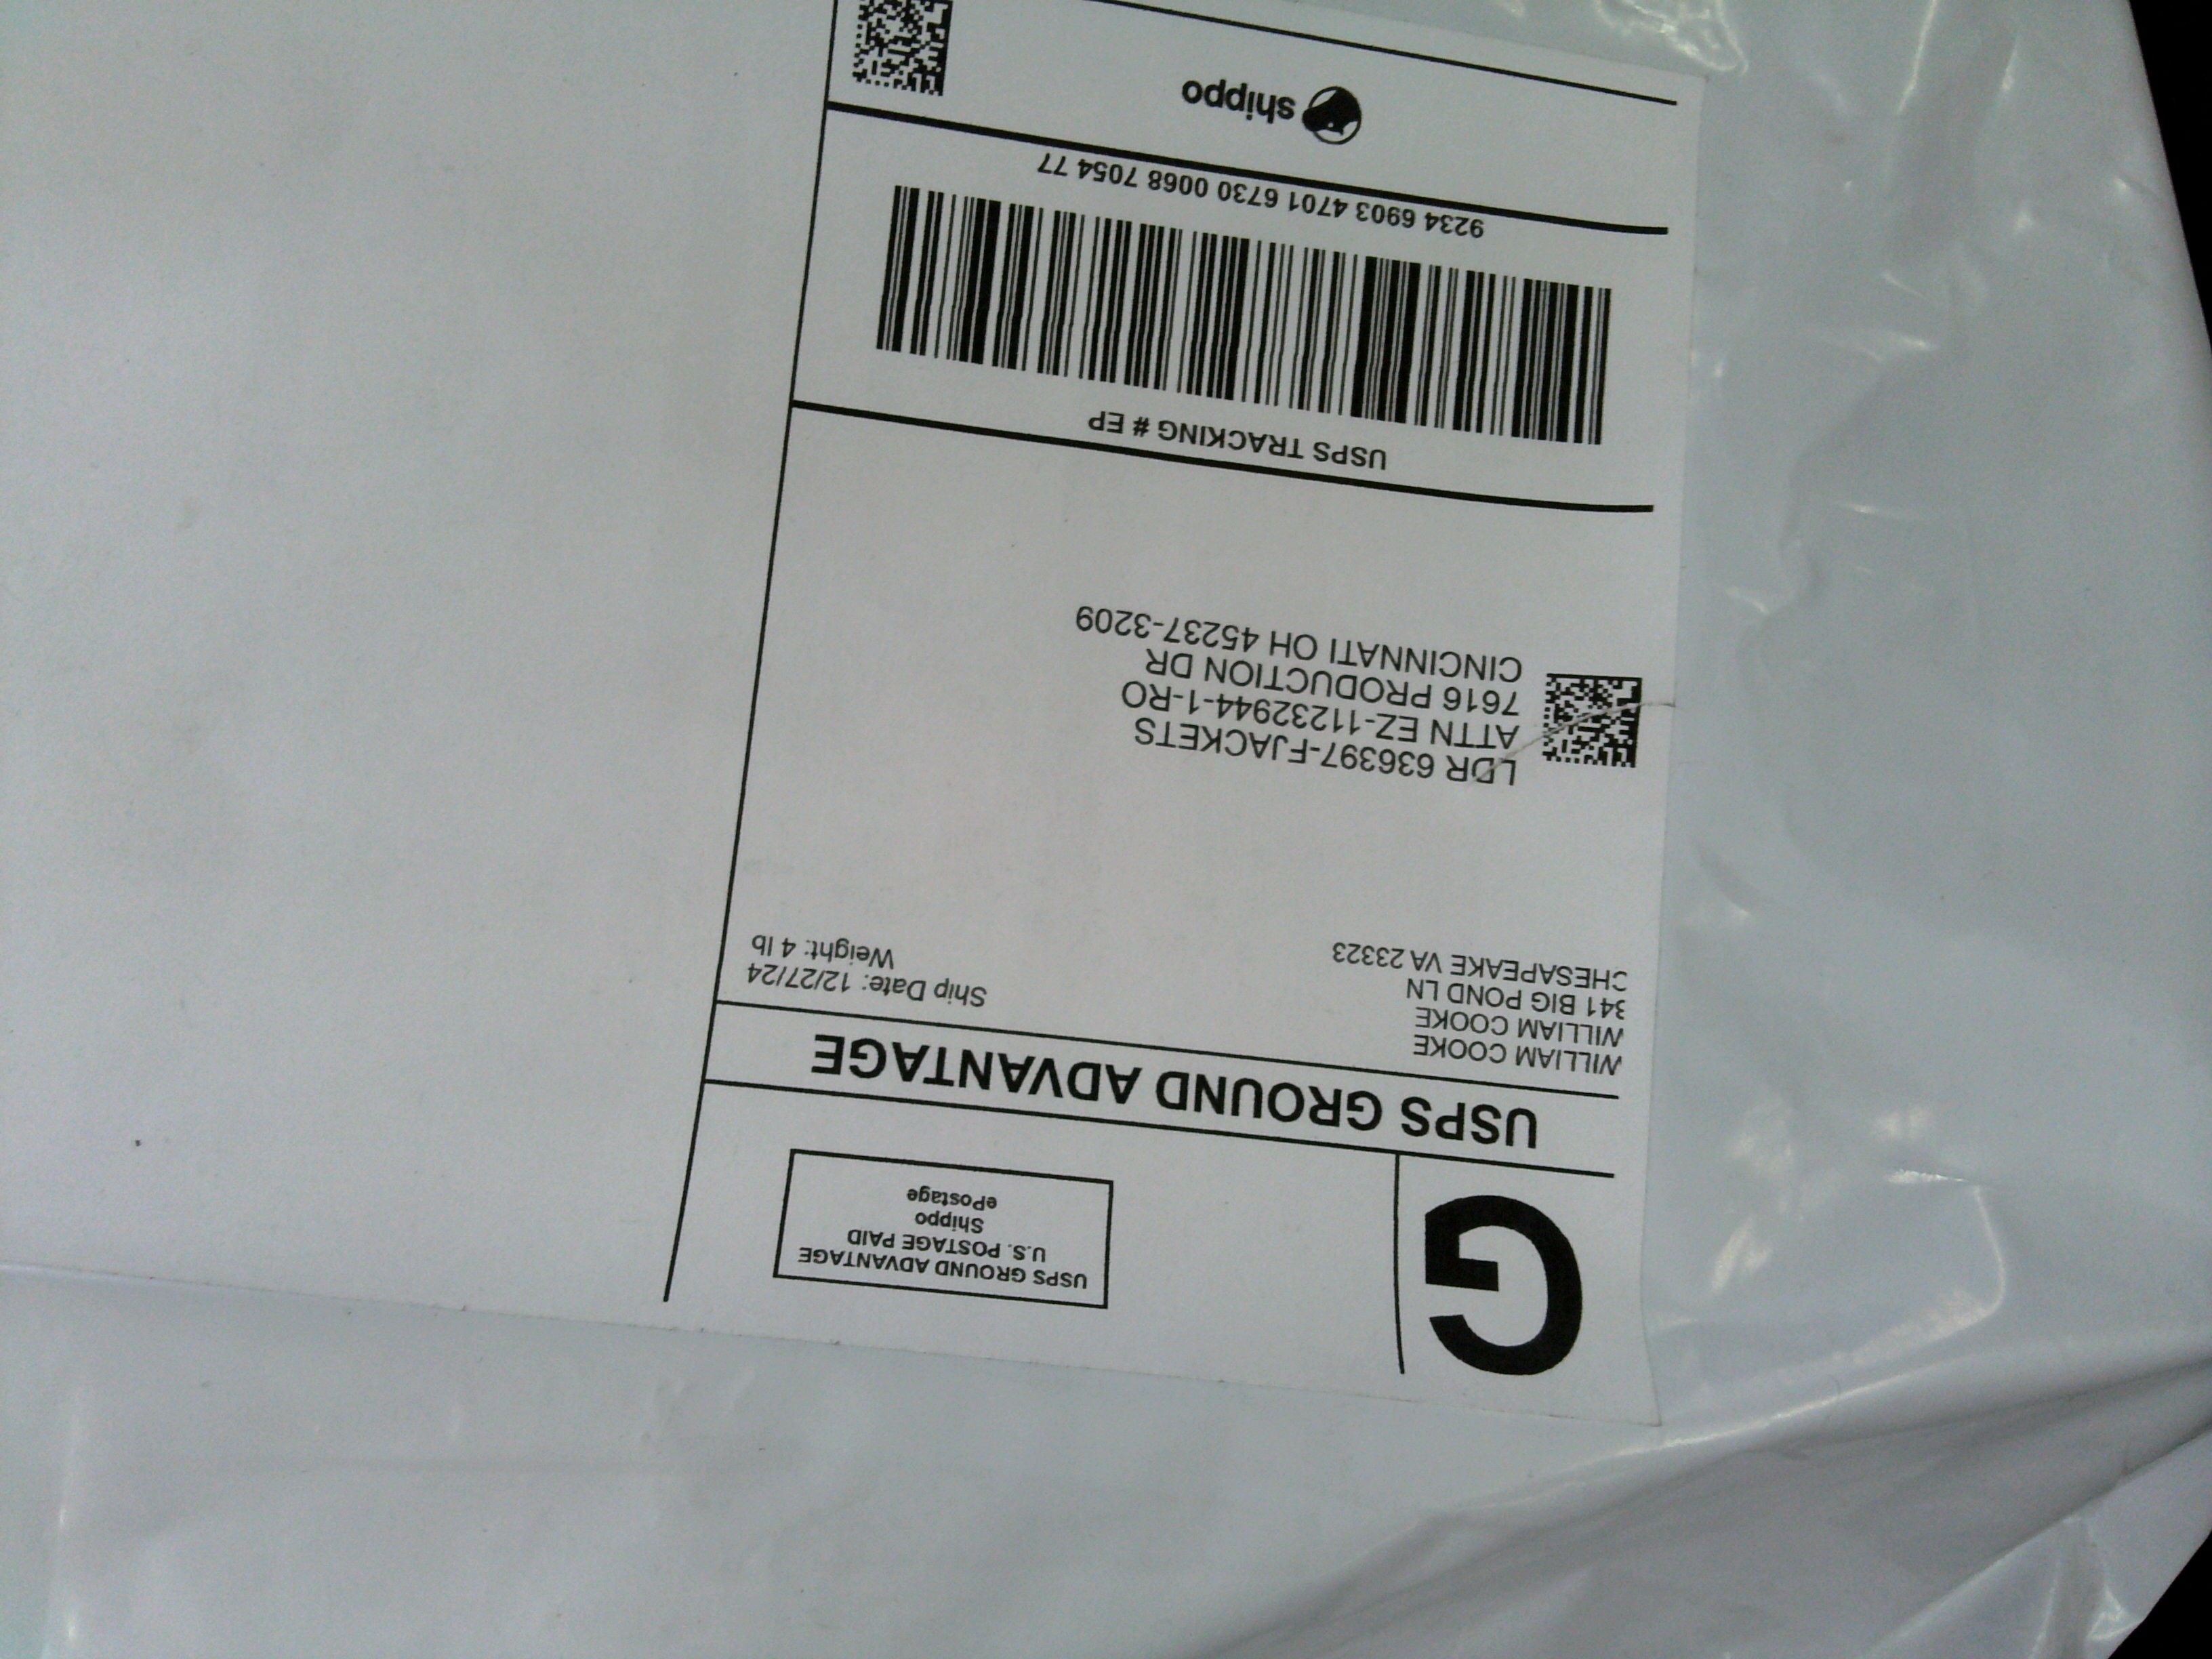 G
USPS GROUND ADVANTAGE
U.S. POSTAGE PAID
Shippo
ePostage
USPS GROUND ADVANTAGE
WILLIAM COOKE
WILLIAM COOKE
341 BIG POND LN
CHESAPEAKE VA 23323
Ship Date: 12/27/24
Weight: 4 lb
LDR 636397-FJACKETS
ATTN EZ-11232944-1-RO
7616 PRODUCTION DR
CINCINNATI OH 45237-3209
USPS TRACKING # EP
9234 6903 4701 6730 0068 7054 77
shippo